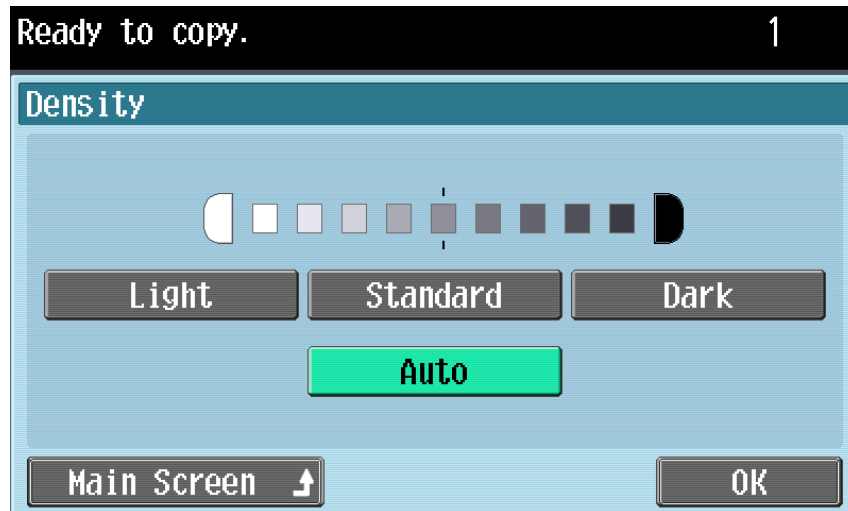 Ready to copy. 1
Density
Light Standard Dark
Auto
Main Screen OK